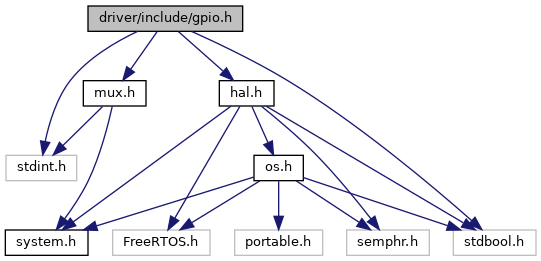 driver/include/gpio.h
mux.h
hal.h
stdint.h
os.h
system.h
FreeRTOS.h
portable.h
semphr.h
stdbool.h